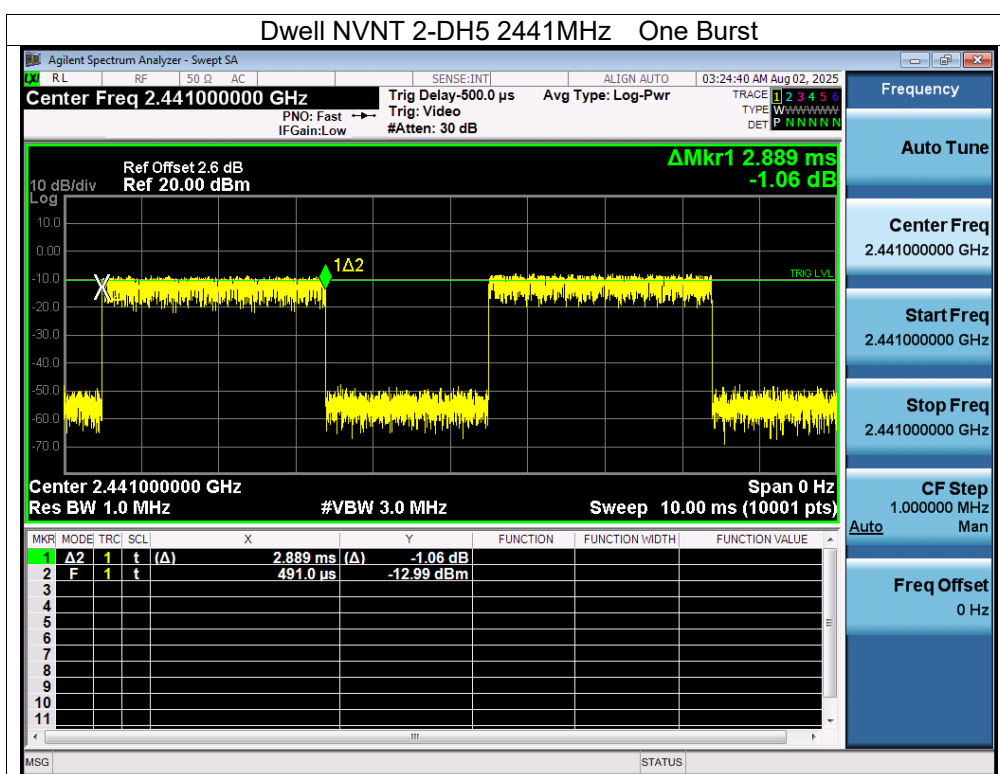 Dwell NVNT 2-DH5 2441MHz One Burst
Agilent Spectrum Analyzer - Swept SA
LXI RL RF 50 Ω AC SENSE:INT ALIGN AUTO 03:24:40 AM Aug 02, 2025
Center Freq 2.441000000 GHz
PNO: Fast
IFGain:Low
Trig Delay-500.0 µs
Trig: Video
#Atten: 30 dB
Avg Type: Log-Pwr
TRACE 1 2 3 4 5 6
TYPE WWWWWW
DET P N N N N N
ΔMkr1 2.889 ms
-1.06 dB
Ref Offset 2.6 dB
10 dB/div Ref 20.00 dBm
Log
10.0
0.00
-10.0
-20.0
-30.0
-40.0
-50.0
-60.0
-70.0
X2
1Δ2
TRIG LVL
Center 2.441000000 GHz Span 0 Hz
Res BW 1.0 MHz #VBW 3.0 MHz Sweep 10.00 ms (10001 pts)
MKR MODE TRC SCL X Y FUNCTION FUNCTION WIDTH FUNCTION VALUE
1 Δ2 1 t (Δ) 2.889 ms (Δ) -1.06 dB
2 F 1 t 491.0 µs -12.99 dBm
3
4
5
6
7
8
9
10
11
MSG STATUS
Frequency
Auto Tune
Center Freq
2.441000000 GHz
Start Freq
2.441000000 GHz
Stop Freq
2.441000000 GHz
CF Step
1.000000 MHz
Auto Man
Freq Offset
0 Hz